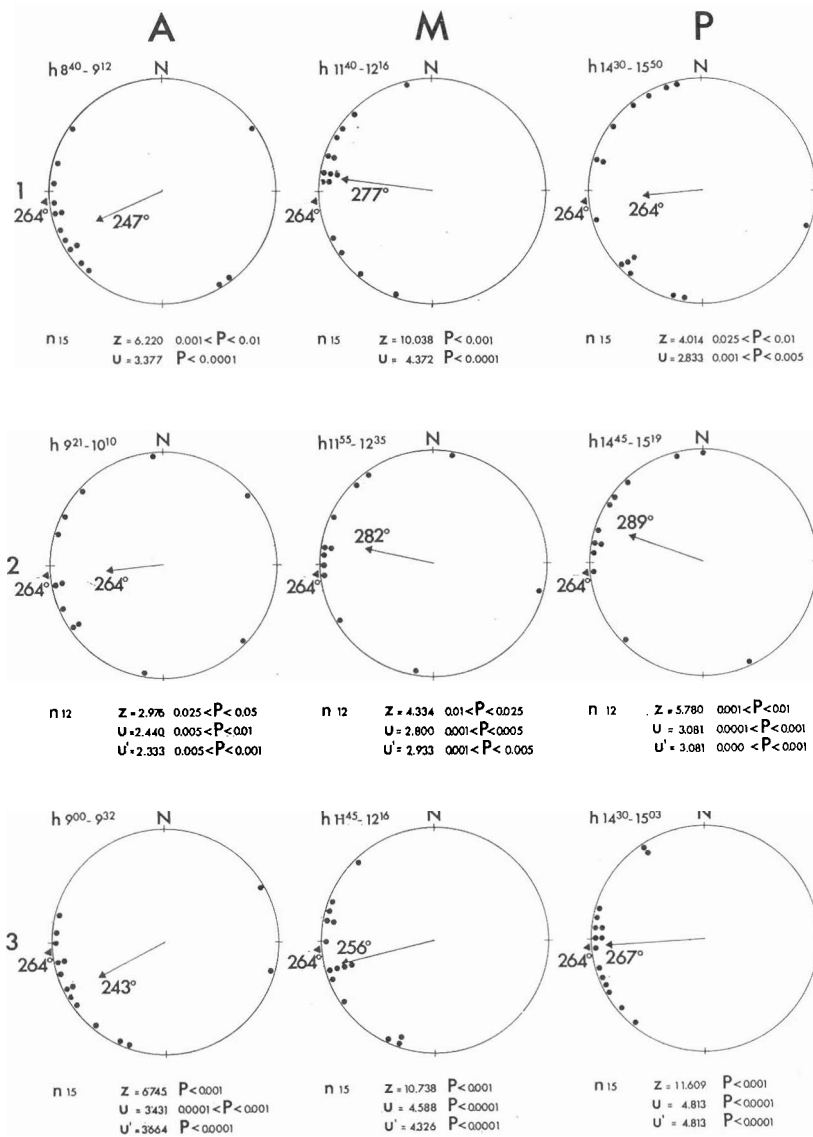 A M P
h 8⁴⁰-9¹² h 11⁴⁰-12¹⁶ h 14³⁰-15⁵⁰
N N N
1
264° 247° 264° 277° 264° 264°
n 15 z = 6.220 0.001 < P < 0.01 n 15 z = 10.038 P < 0.001 n 15 z = 4.014 0.025 < P < 0.01
u = 3.377 P < 0.0001 u = 4.372 P < 0.0001 u = 2.833 0.001 < P < 0.005
h 9²¹-10¹⁰ h11⁵⁵-12³⁵ h14⁴⁵-15¹⁹
N N N
2
264° 264° 264° 282° 264° 289°
n 12 z = 2.976 0.025 < P < 0.05 n 12 z = 4.334 0.01 < P < 0.025 n 12 z = 5.780 0.001 < P < 0.01
u = 2.440 0.005 < P < 0.01 u = 2.800 0.001 < P < 0.005 u = 3.081 0.0001 < P < 0.001
u' = 2.333 0.005 < P < 0.001 u' = 2.933 0.001 < P < 0.005 u' = 3.081 0.000 < P < 0.001
h 9⁰⁰-9³² h 11⁴⁵-12¹⁶ h 14³⁰-15⁰³
N N N
3
264° 243° 264° 256° 264° 267°
n 15 z = 6745 P < 0.001 n 15 z = 10.738 P < 0.001 n 15 z = 11.609 P < 0.001
u = 3431 0.0001 < P < 0.001 u = 4.588 P < 0.0001 u = 4.813 P < 0.0001
u' = 3664 P < 0.0001 u' = 4.326 P < 0.0001 u' = 4.813 P < 0.0001